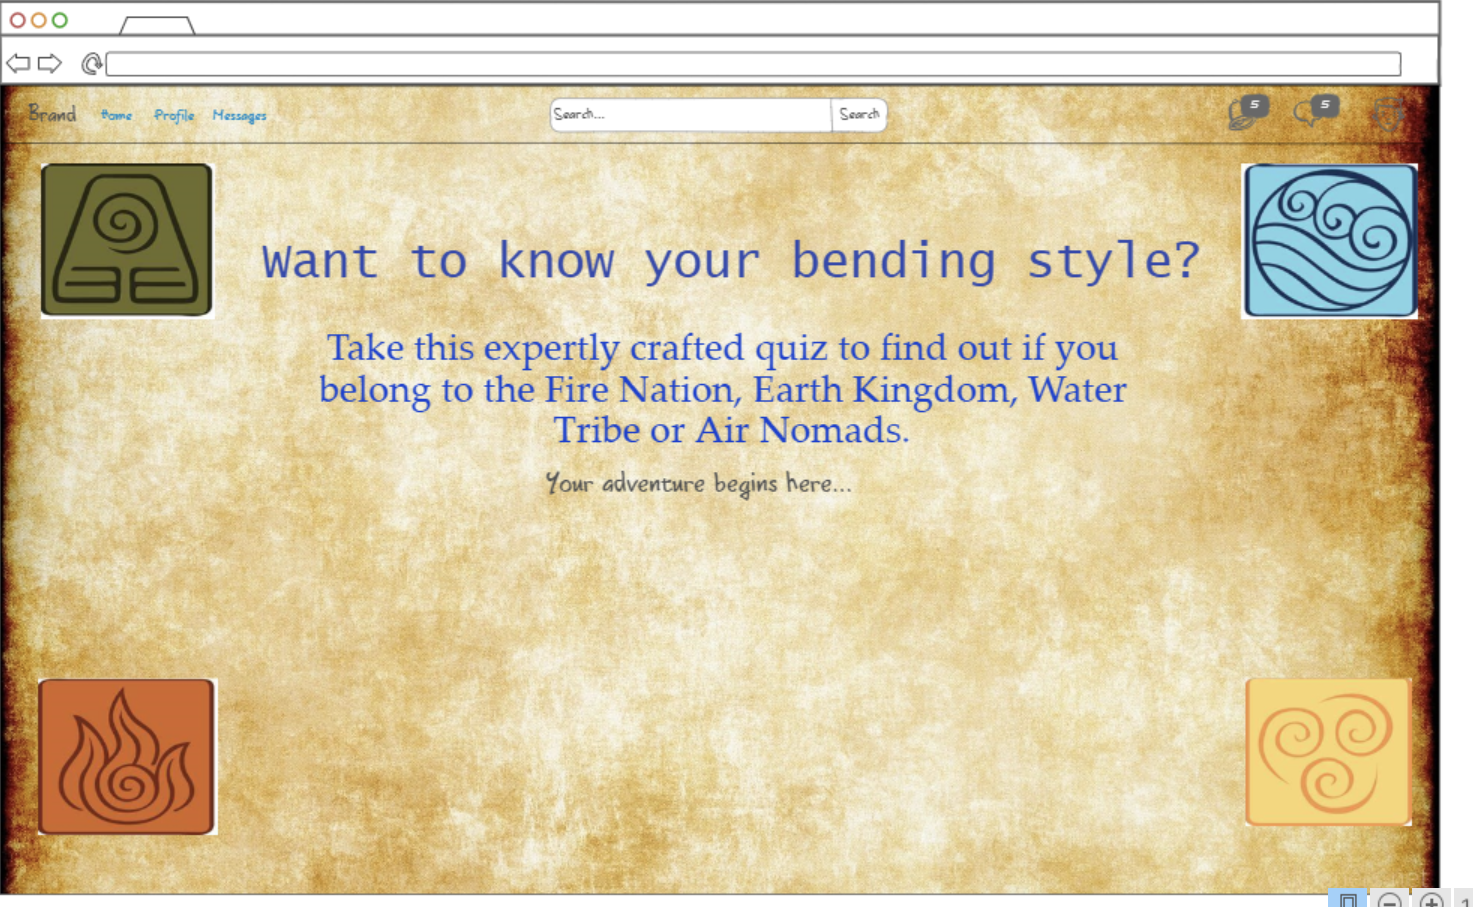 Brand Home Profile Messages Search... Search 5 5
Want to know your bending style?
Take this expertly crafted quiz to find out if you
belong to the Fire Nation, Earth Kingdom, Water
Tribe or Air Nomads.
Your adventure begins here...
1